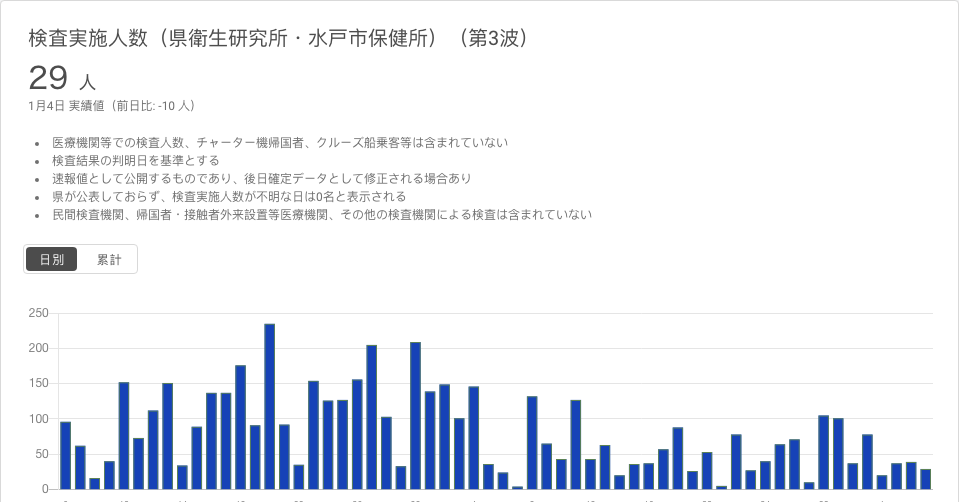 検査実施人数（県衛生研究所・水戸市保健所）（第3波）
29 人
1月4日 実績値（前日比: -10 人）
• 医療機関等での検査人数、チャーター機帰国者、クルーズ船乗客等は含まれていない
• 検査結果の判明日を基準とする
• 速報値として公開するものであり、後日確定データとして修正される場合あり
• 県が公表しておらず、検査実施人数が不明な日は0名と表示される
• 民間検査機関、帰国者・接触者外来設置等医療機関、その他の検査機関による検査は含まれていない
日別 累計
250
200
150
100
50
0